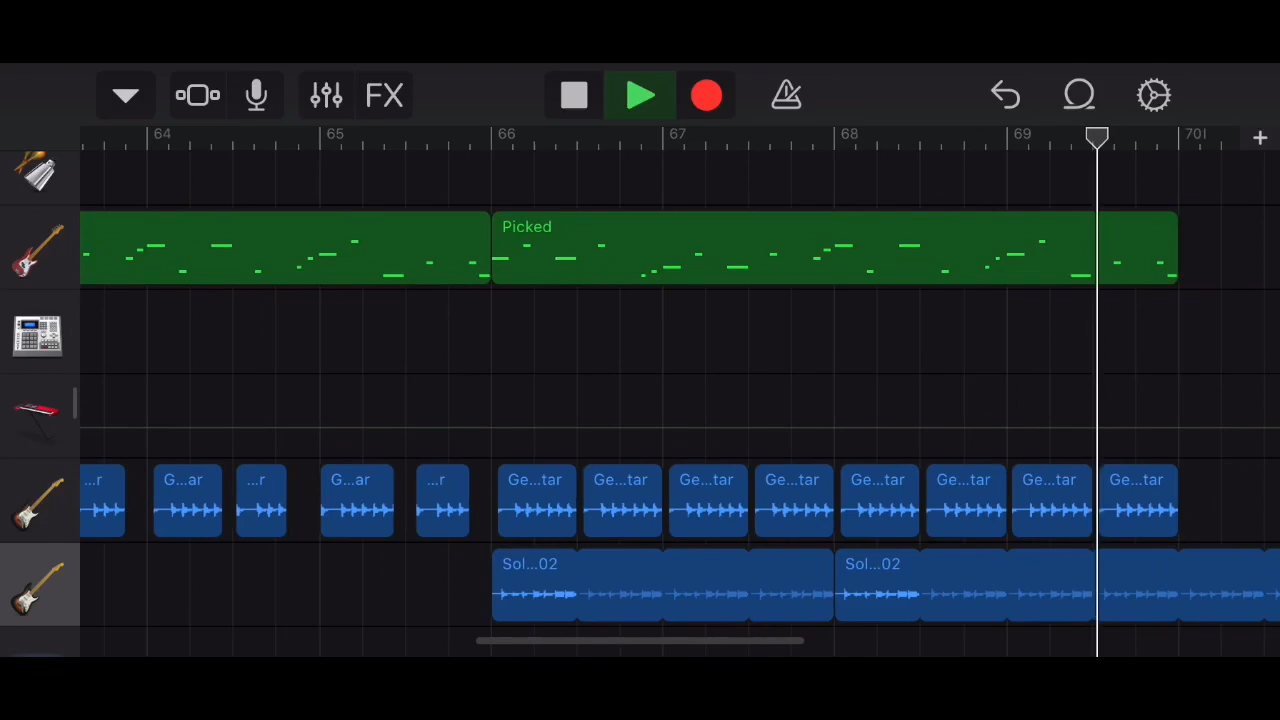 FX
64 65 66 67 68 69 70
Picked
...r G...ar ...r G...ar ...r Ge...tar Ge...tar Ge...tar Ge...tar Ge...tar Ge...tar Ge...tar Ge...tar
Sol...02 Sol...02